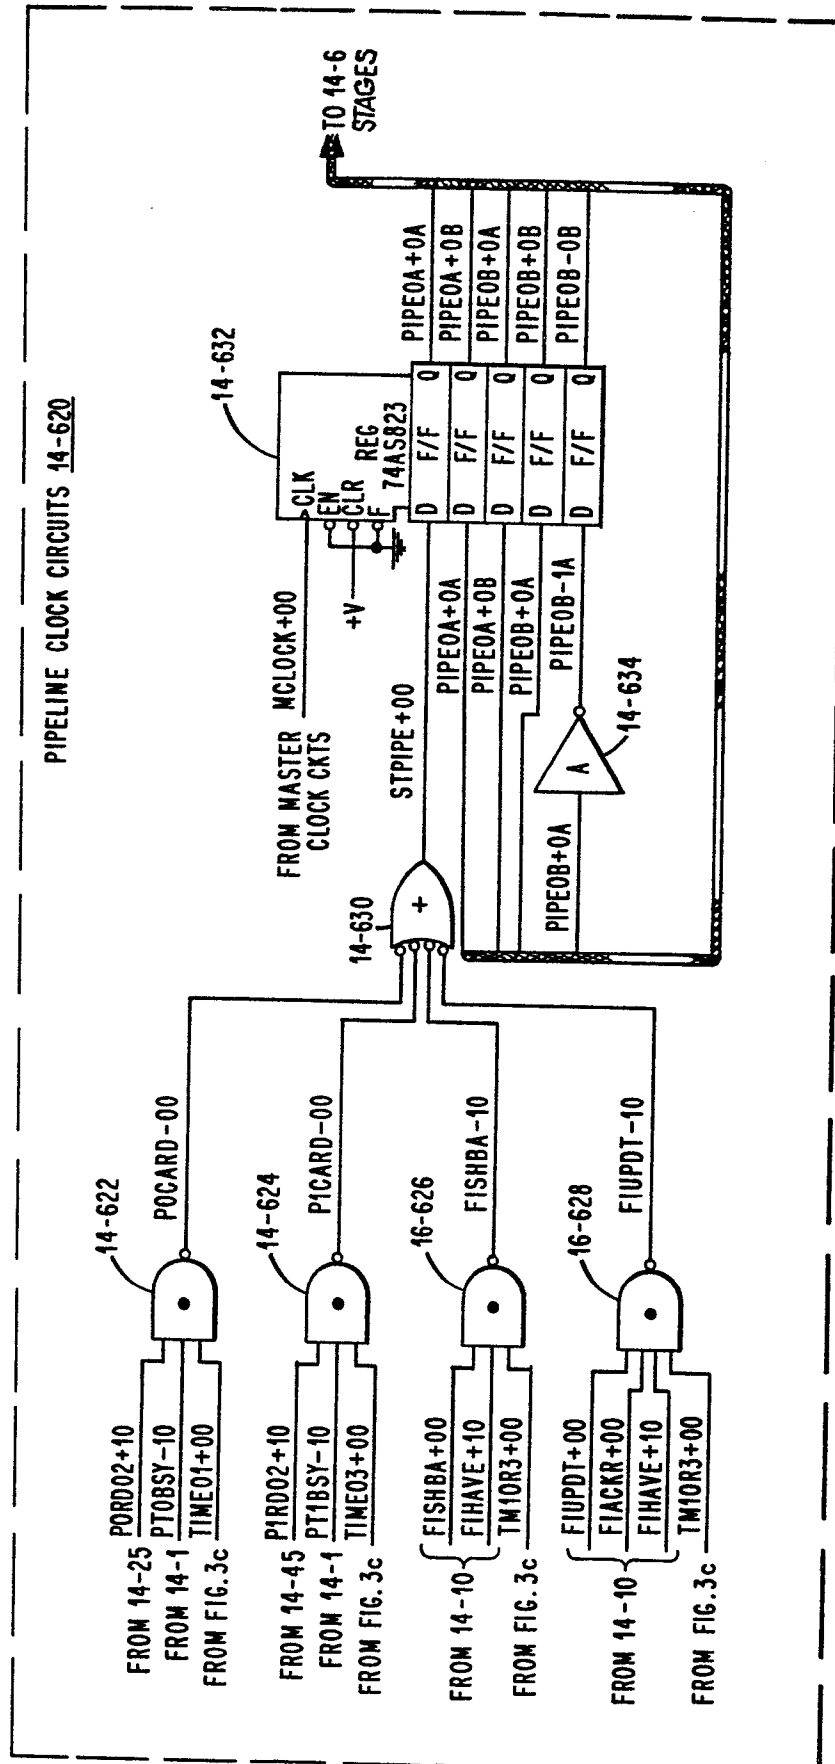 PIPELINE CLOCK CIRCUITS 14-620
FROM 14-25 P0RD02+10
FROM 14-1 PT0BSY-10
FROM FIG. 3c TIME01+00
14-622
P0CARD-00
FROM 14-45 P1RD02+10
FROM 14-1 PT1BSY-10
FROM FIG. 3c TIME03+00
14-624
P1CARD-00
FROM 14-10
FISHBA+00
FIHAVE+10
FROM FIG. 3c TM1OR3+00
16-626
FISHBA-10
FROM 14-10
FIUPDT+00
FIACKR+00
FIHAVE+10
FROM FIG. 3c TM1OR3+00
16-628
FIUPDT-10
14-630
+
STPIPE+00
FROM MASTER MCLOCK+00
CLOCK CKTS
+V
CLK
EN
CLR
F
REG
74AS823
14-632
D F/F Q
D F/F Q
D F/F Q
D F/F Q
D F/F Q
PIPE0A+0A
PIPE0A+0B
PIPE0B+0A
PIPE0B+0A
A
14-634
PIPE0B-1A
PIPE0A+0A
PIPE0A+0B
PIPE0B+0A
PIPE0B+0B
PIPE0B-0B
TO 14-6
STAGES